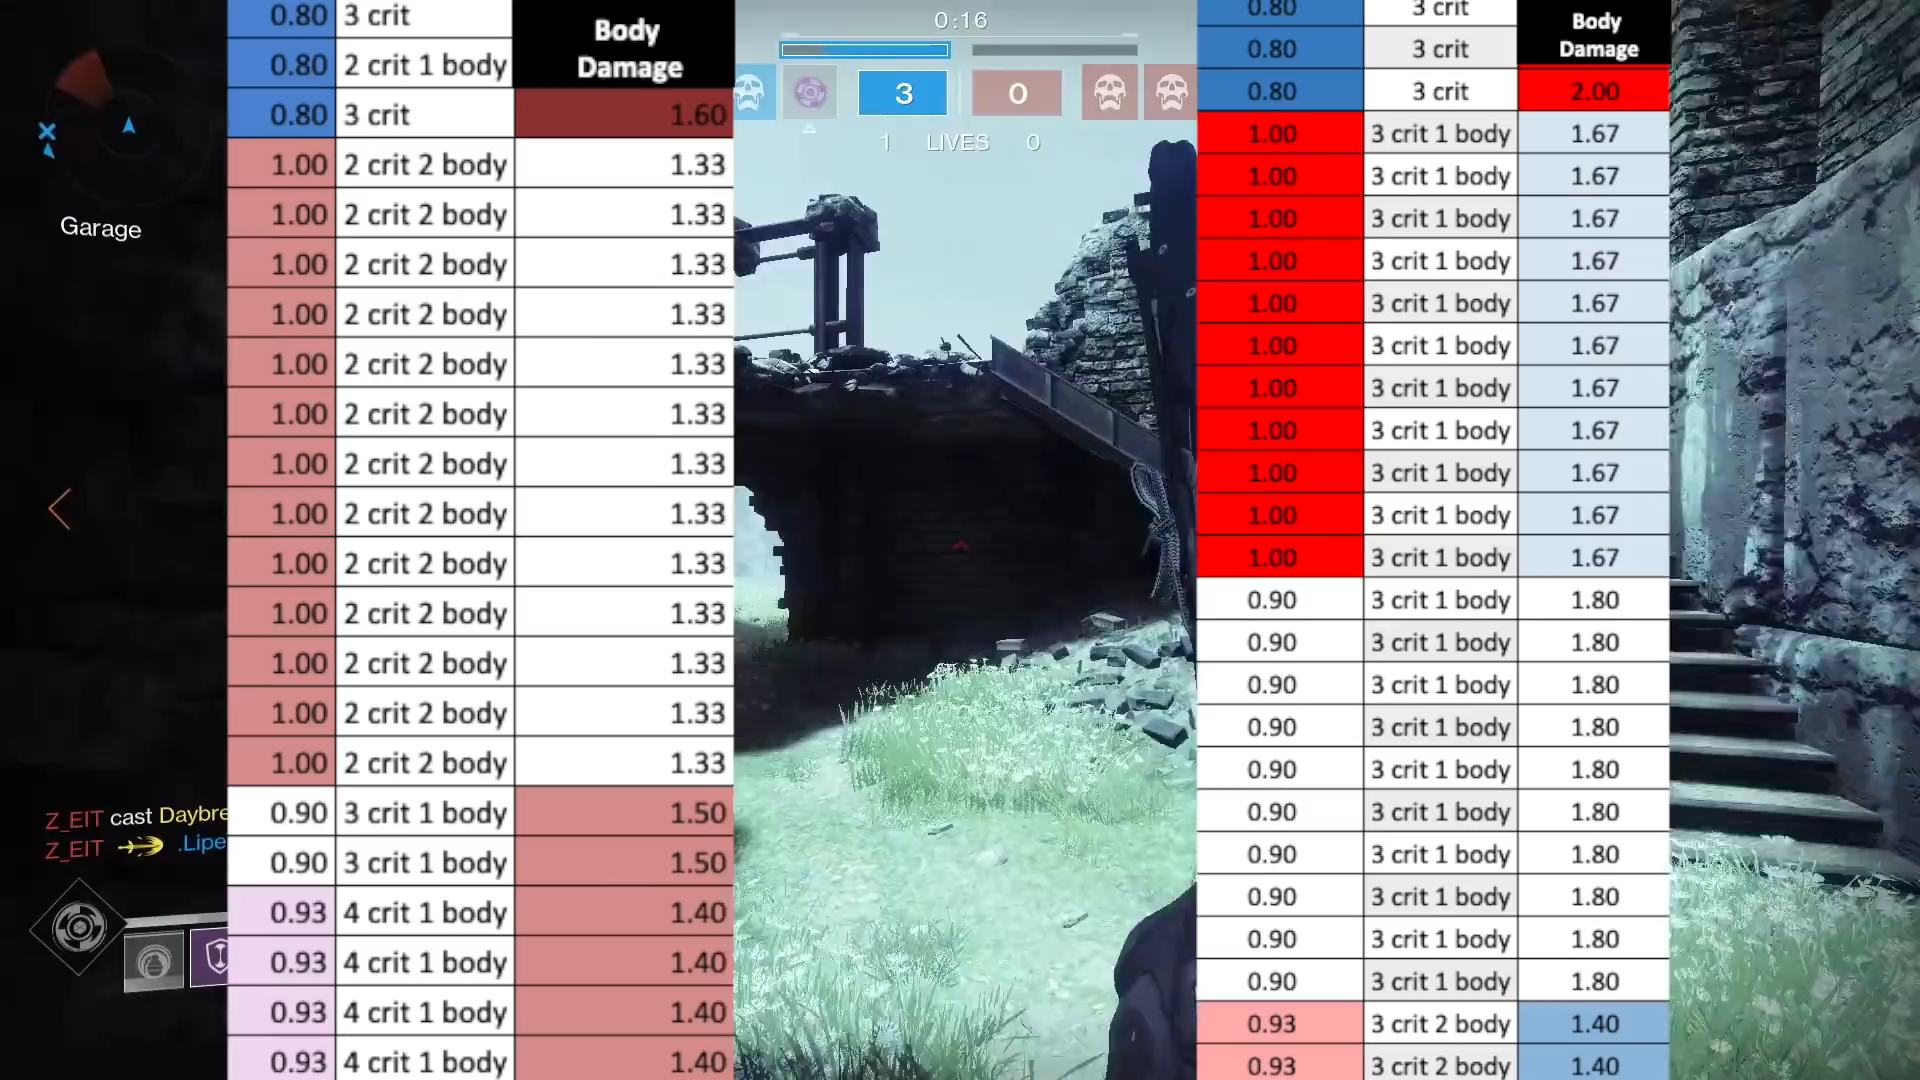 0.80 3 crit
0.80 2 crit 1 body
Body
Damage
0.80 3 crit 1.60
1.00 2 crit 2 body 1.33
1.00 2 crit 2 body 1.33
1.00 2 crit 2 body 1.33
1.00 2 crit 2 body 1.33
1.00 2 crit 2 body 1.33
1.00 2 crit 2 body 1.33
1.00 2 crit 2 body 1.33
1.00 2 crit 2 body 1.33
1.00 2 crit 2 body 1.33
1.00 2 crit 2 body 1.33
1.00 2 crit 2 body 1.33
1.00 2 crit 2 body 1.33
1.00 2 crit 2 body 1.33
0.90 3 crit 1 body 1.50
0.90 3 crit 1 body 1.50
0.93 4 crit 1 body 1.40
0.93 4 crit 1 body 1.40
0.93 4 crit 1 body 1.40
0.93 4 crit 1 body 1.40
0:16
3 0
1 LIVES 0
0.80 3 crit
0.80 3 crit
Body
Damage
0.80 3 crit 2.00
1.00 3 crit 1 body 1.67
1.00 3 crit 1 body 1.67
1.00 3 crit 1 body 1.67
1.00 3 crit 1 body 1.67
1.00 3 crit 1 body 1.67
1.00 3 crit 1 body 1.67
1.00 3 crit 1 body 1.67
1.00 3 crit 1 body 1.67
1.00 3 crit 1 body 1.67
1.00 3 crit 1 body 1.67
1.00 3 crit 1 body 1.67
0.90 3 crit 1 body 1.80
0.90 3 crit 1 body 1.80
0.90 3 crit 1 body 1.80
0.90 3 crit 1 body 1.80
0.90 3 crit 1 body 1.80
0.90 3 crit 1 body 1.80
0.90 3 crit 1 body 1.80
0.90 3 crit 1 body 1.80
0.90 3 crit 1 body 1.80
0.90 3 crit 1 body 1.80
0.93 3 crit 2 body 1.40
0.93 3 crit 2 body 1.40
Garage
Z_EIT cast Daybre
Z_EIT .Lipe